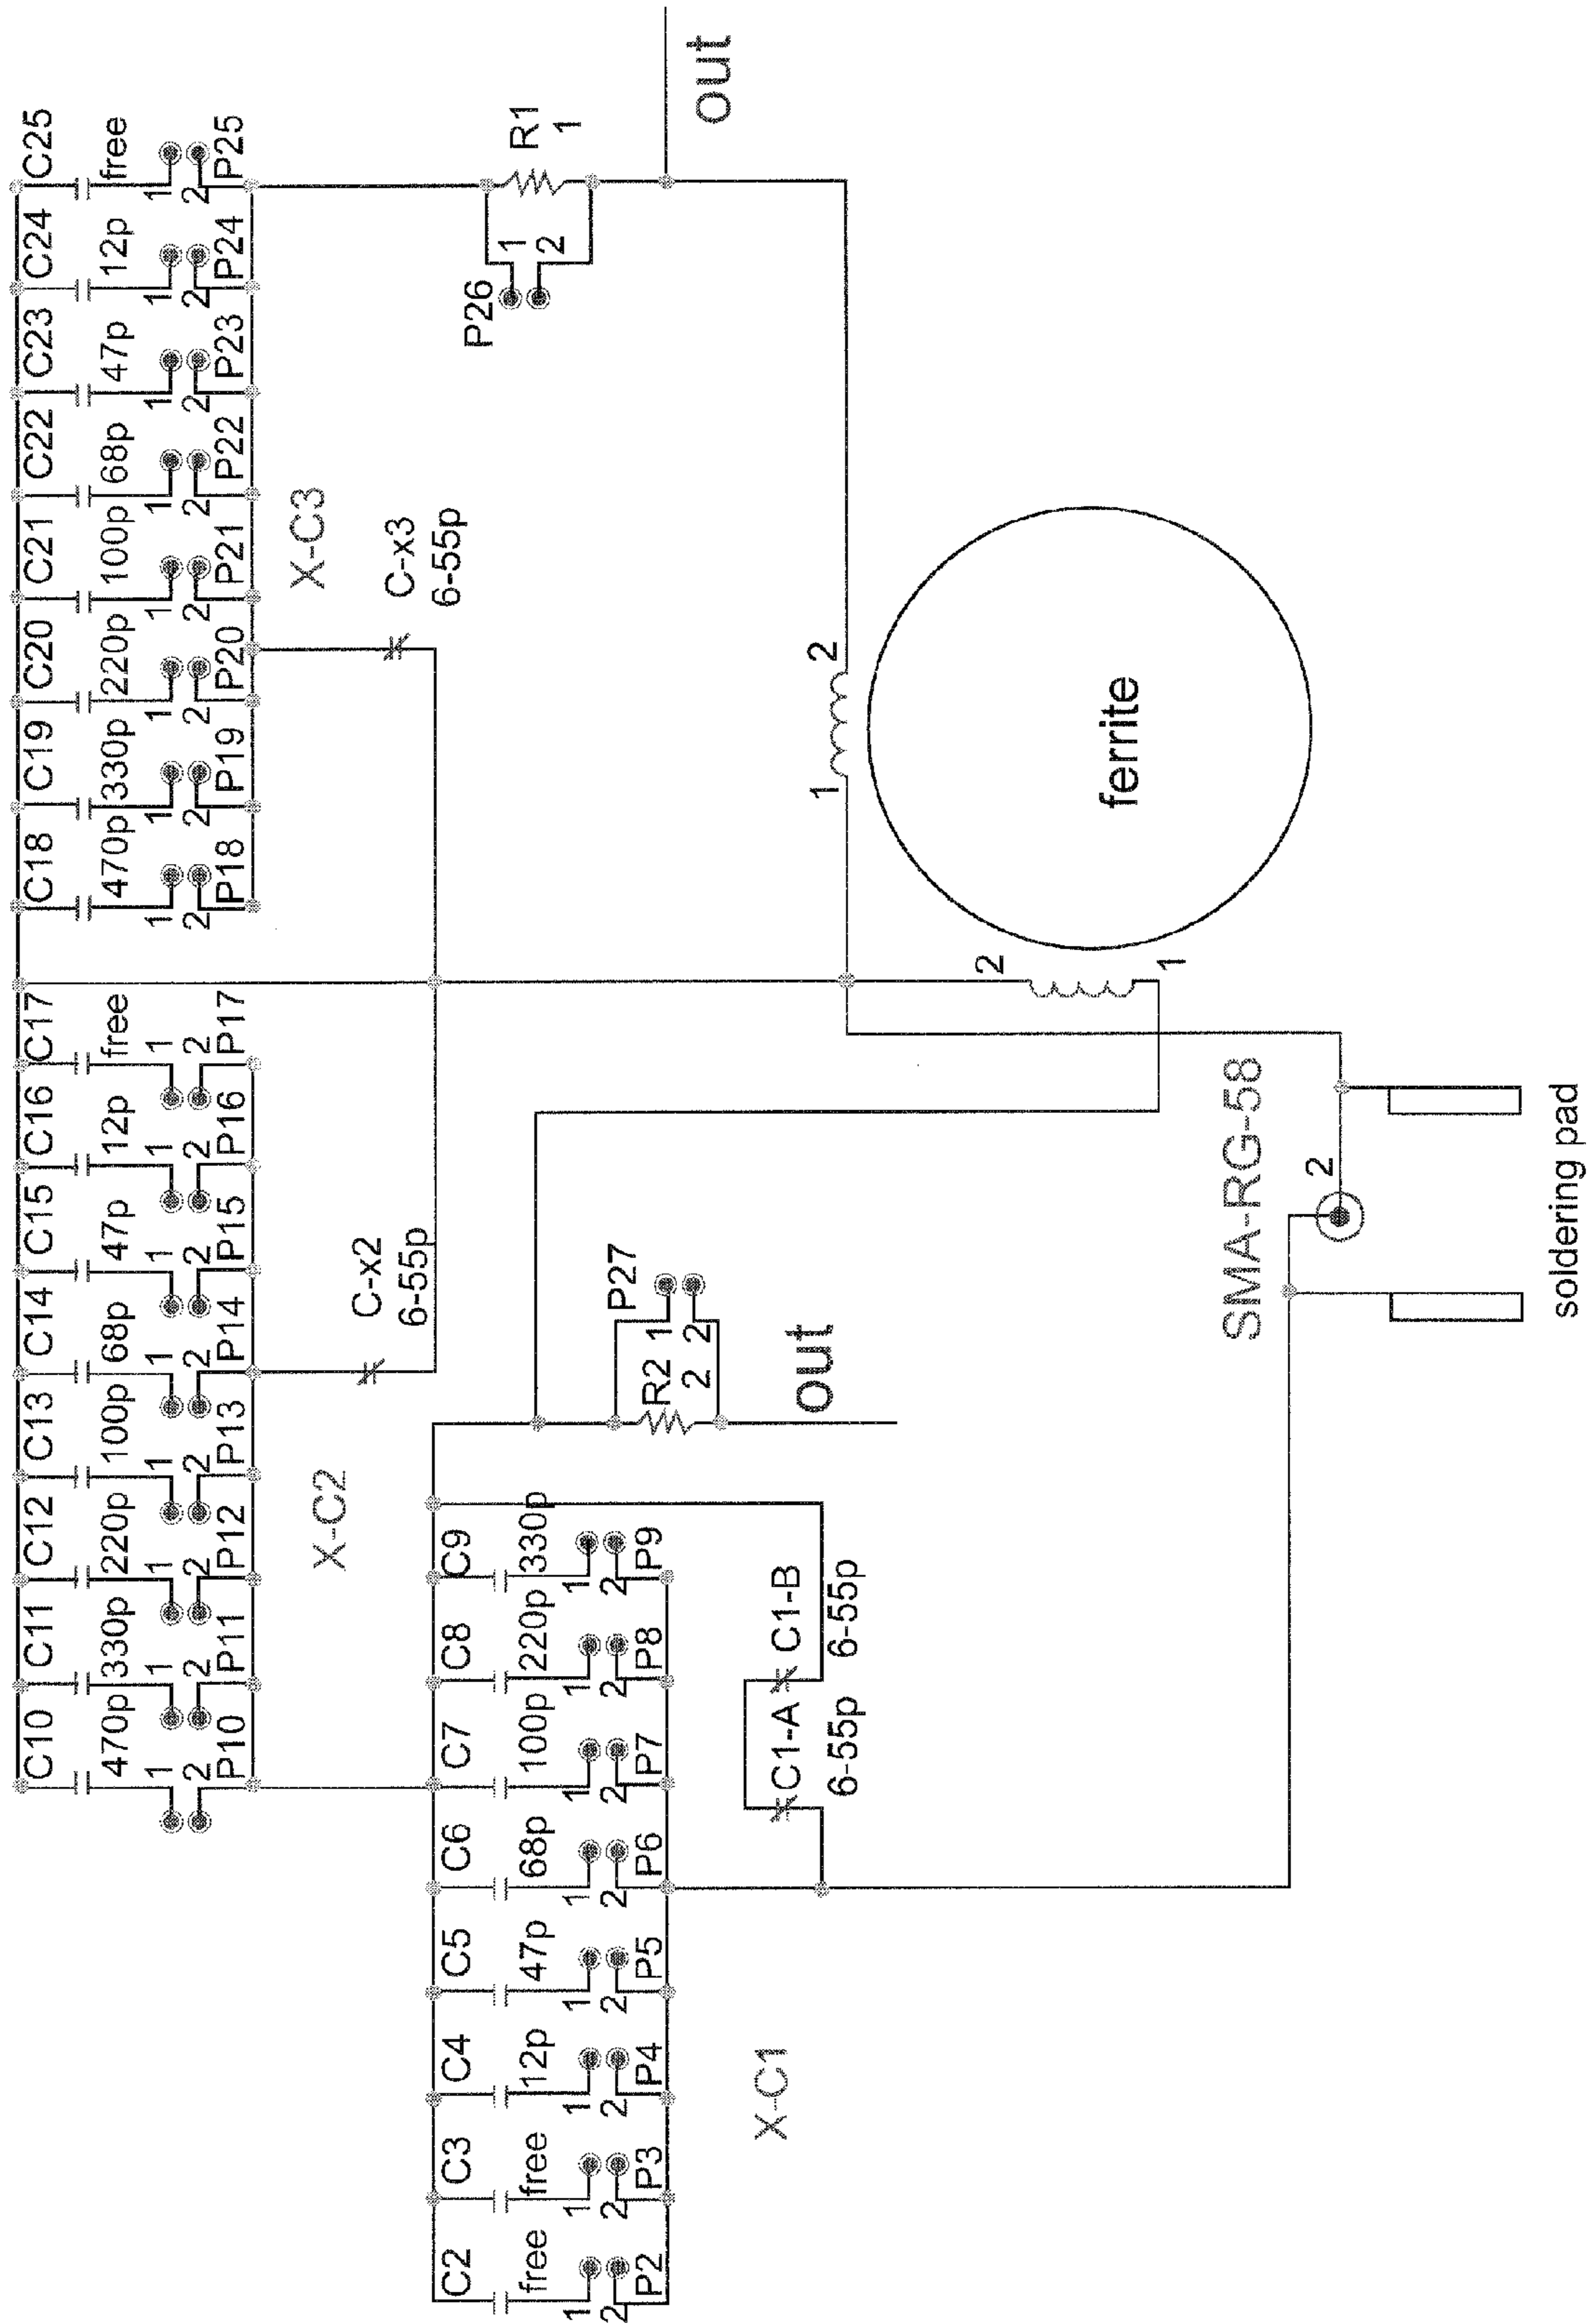 C10 C11 C12 C13 C14 C15 C16 C17 C18 C19 C20 C21 C22 C23 C24 C25
470p 330p 220p 100p 68p 47p 12p free 470p 330p 220p 100p 68p 47p 12p free
1 1 1 1 1 1 1 1 1 1 1 1 1 1 1 1
2 2 2 2 2 2 2 2 2 2 2 2 2 2 2 2
P10 P11 P12 P13 P14 P15 P16 P17 P18 P19 P20 P21 P22 P23 P24 P25
X-C2
X-C3
C-x2
6-55p
C-x3
6-55p
P26
1
2
R1
1
out
C2 C3 C4 C5 C6 C7 C8 C9
free free 12p 47p 68p 100p 220p 330p
1 1 1 1 1 1 1 1
2 2 2 2 2 2 2 2
P2 P3 P4 P5 P6 P7 P8 P9
R2
2
1
2
P27
out
X-C1
C1-A C1-B
6-55p 6-55p
1 2
2
1
ferrite
SMA-RG-58
2
soldering pad